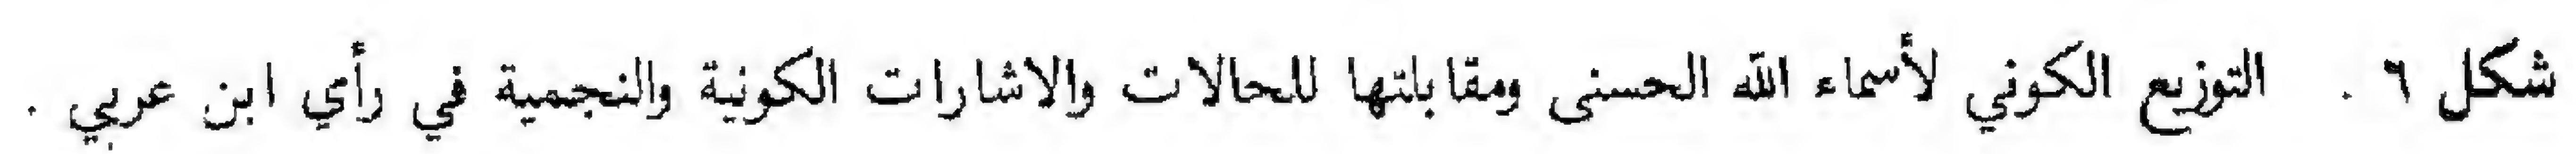 شكل ٦ . التوزيع الكوني لأسماء الله الحسنى ومقابلتها للحالات والاشارات الكونية والنجمية في رأي ابن عربي .